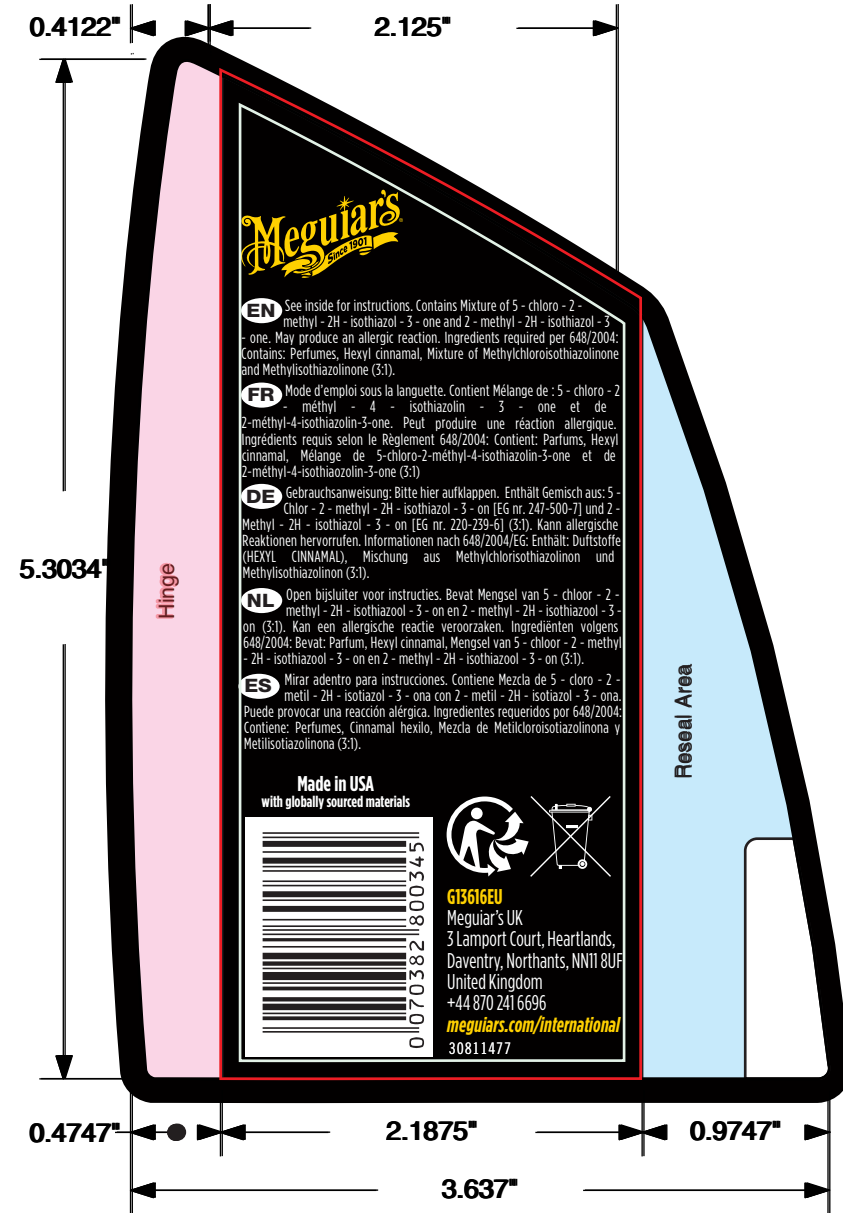 0.4122" 2.125"
Meguiar's
Since 1901
EN See inside for instructions. Contains Mixture of 5 - chloro - 2 -
methyl - 2H - isothiazol - 3 - one and 2 - methyl - 2H - isothiazol - 3
- one. May produce an allergic reaction. Ingredients required per 648/2004:
Contains: Perfumes, Hexyl cinnamal, Mixture of Methylchloroisothiazolinone
and Methylisothiazolinone (3:1).
FR Mode d'emploi sous la languette. Contient Mélange de : 5 - chloro - 2
- méthyl - 4 - isothiazolin - 3 - one et de
2-méthyl-4-isothiazolin-3-one. Peut produire une réaction allergique.
Ingrédients requis selon le Règlement 648/2004: Contient: Parfums, Hexyl
cinnamal, Mélange de 5-chloro-2-méthyl-4-isothiazolin-3-one et de
2-méthyl-4-isothiaozolin-3-one (3:1)
DE Gebrauchsanweisung: Bitte hier aufklappen. Enthält Gemisch aus: 5 -
Chlor - 2 - methyl - 2H - isothiazol - 3 - on [EG nr. 247-500-7] und 2 -
Methyl - 2H - isothiazol - 3 - on [EG nr. 220-239-6] (3:1). Kann allergische
Reaktionen hervorrufen. Informationen nach 648/2004/EG: Enthält: Duftstoffe
(HEXYL CINNAMAL), Mischung aus Methylchlorisothiazolinon und
Methylisothiazolinon (3:1).
NL Open bijsluiter voor instructies. Bevat Mengsel van 5 - chloor - 2 -
methyl - 2H - isothiazool - 3 - on en 2 - methyl - 2H - isothiazool - 3 -
on (3:1). Kan een allergische reactie veroorzaken. Ingrediënten volgens
648/2004: Bevat: Parfum, Hexyl cinnamal, Mengsel van 5 - chloor - 2 - methyl
- 2H - isothiazool - 3 - on en 2 - methyl - 2H - isothiazool - 3 - on (3:1).
ES Mirar adentro para instrucciones. Contiene Mezcla de 5 - cloro - 2 -
metil - 2H - isotiazol - 3 - ona con 2 - metil - 2H - isotiazol - 3 - ona.
Puede provocar una reacción alérgica. Ingredientes requeridos por 648/2004:
Contiene: Perfumes, Cinnamal hexilo, Mezcla de Metilcloroisotiazolinona y
Metilisotiazolinona (3:1).
5.3034"
Hinge
Reseal Area
Made in USA
with globally sourced materials
0 070382 800345
G13616EU
Meguiar's UK
3 Lamport Court, Heartlands,
Daventry, Northants, NN11 8UF
United Kingdom
+44 870 241 6696
meguiars.com/international
30811477
0.4747" 2.1875" 0.9747"
3.637"